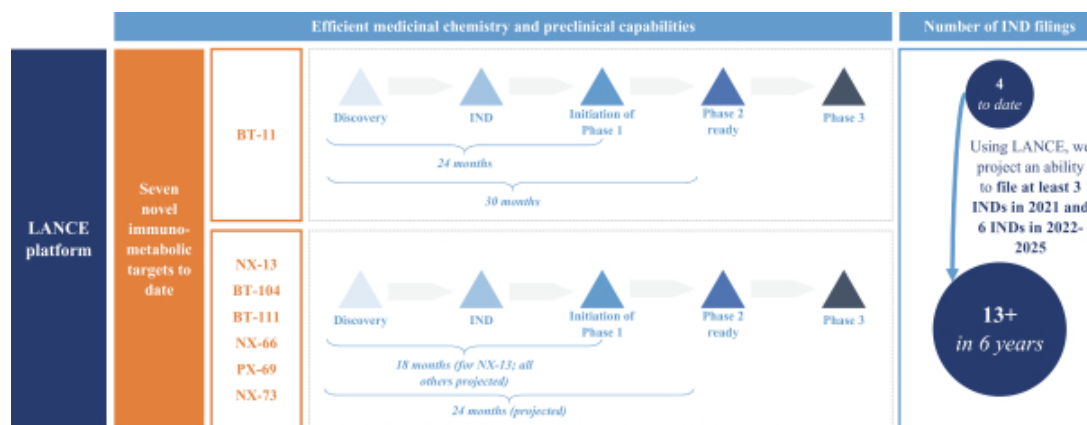 Efficient medicinal chemistry and preclinical capabilities
Number of IND filings
LANCE
platform
Seven
novel
immuno-
metabolic
targets to
date
BT-11
Discovery
IND
Initiation of
Phase 1
Phase 2
ready
Phase 3
24 months
30 months
NX-13
BT-104
BT-111
NX-66
PX-69
NX-73
Discovery
IND
Initiation of
Phase 1
Phase 2
ready
Phase 3
18 months (for NX-13; all
others projected)
24 months (projected)
4
to date
Using LANCE, we
project an ability
to file at least 3
INDs in 2021 and
6 INDs in 2022-
2025
13+
in 6 years